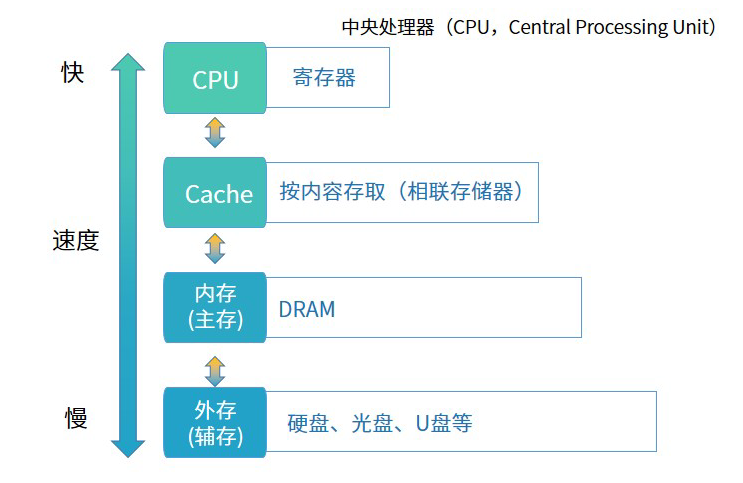 中央处理器（CPU，Central Processing Unit）
快
CPU
寄存器
Cache
按内容存取（相联存储器）
速度
内存
(主存)
DRAM
慢
外存
(辅存)
硬盘、光盘、U盘等